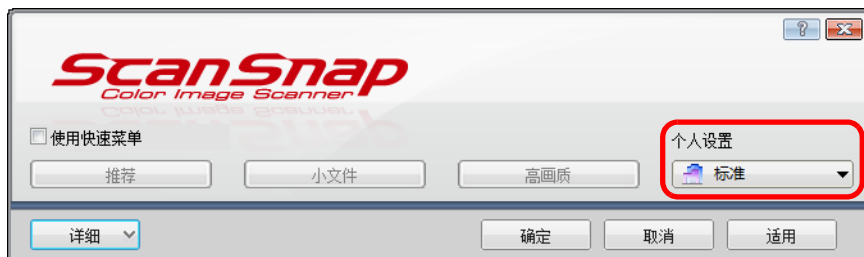 ScanSnap
Color Image Scanner
使用快速菜单
个人设置
推荐
小文件
高画质
标准
详细
确定
取消
适用